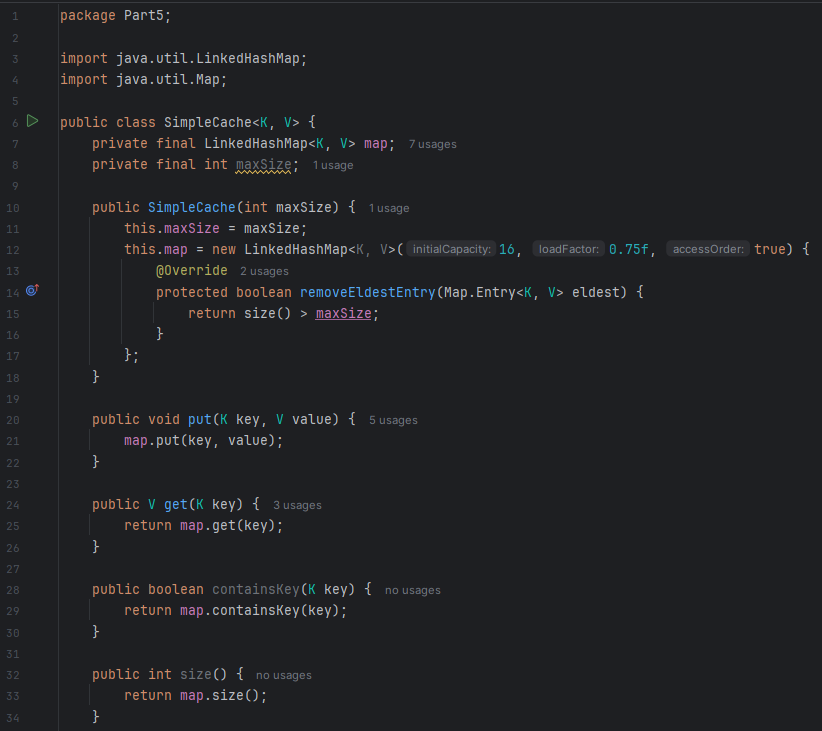 1 package Part5;
2
3 import java.util.LinkedHashMap;
4 import java.util.Map;
5
6 public class SimpleCache<K, V> {
7 private final LinkedHashMap<K, V> map; 7 usages
8 private final int maxSize; 1 usage
9
10 public SimpleCache(int maxSize) { 1 usage
11 this.maxSize = maxSize;
12 this.map = new LinkedHashMap<K, V>( initialCapacity: 16, loadFactor: 0.75f, accessOrder: true) {
13 @Override 2 usages
14 protected boolean removeEldestEntry(Map.Entry<K, V> eldest) {
15 return size() > maxSize;
16 }
17 };
18 }
19
20 public void put(K key, V value) { 5 usages
21 map.put(key, value);
22 }
23
24 public V get(K key) { 3 usages
25 return map.get(key);
26 }
27
28 public boolean containsKey(K key) { no usages
29 return map.containsKey(key);
30 }
31
32 public int size() { no usages
33 return map.size();
34 }